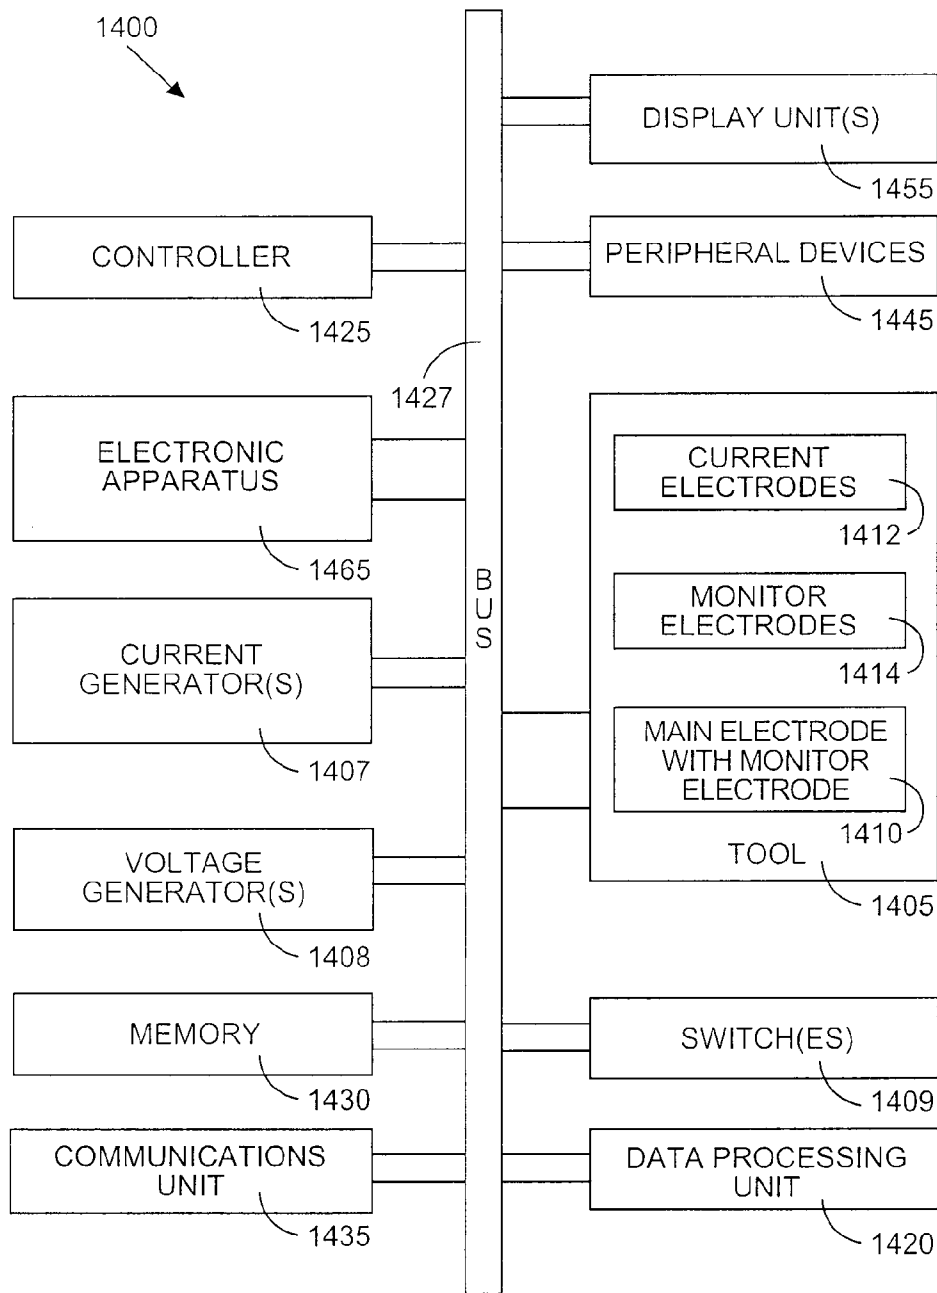 1400
DISPLAY UNIT(S)
1455
CONTROLLER
1425
PERIPHERAL DEVICES
1445
1427
ELECTRONIC
APPARATUS
1465
CURRENT
ELECTRODES
1412
BUS
MONITOR
ELECTRODES
1414
CURRENT
GENERATOR(S)
1407
MAIN ELECTRODE
WITH MONITOR
ELECTRODE
1410
TOOL
1405
VOLTAGE
GENERATOR(S)
1408
MEMORY
1430
SWITCH(ES)
1409
COMMUNICATIONS
UNIT
1435
DATA PROCESSING
UNIT
1420